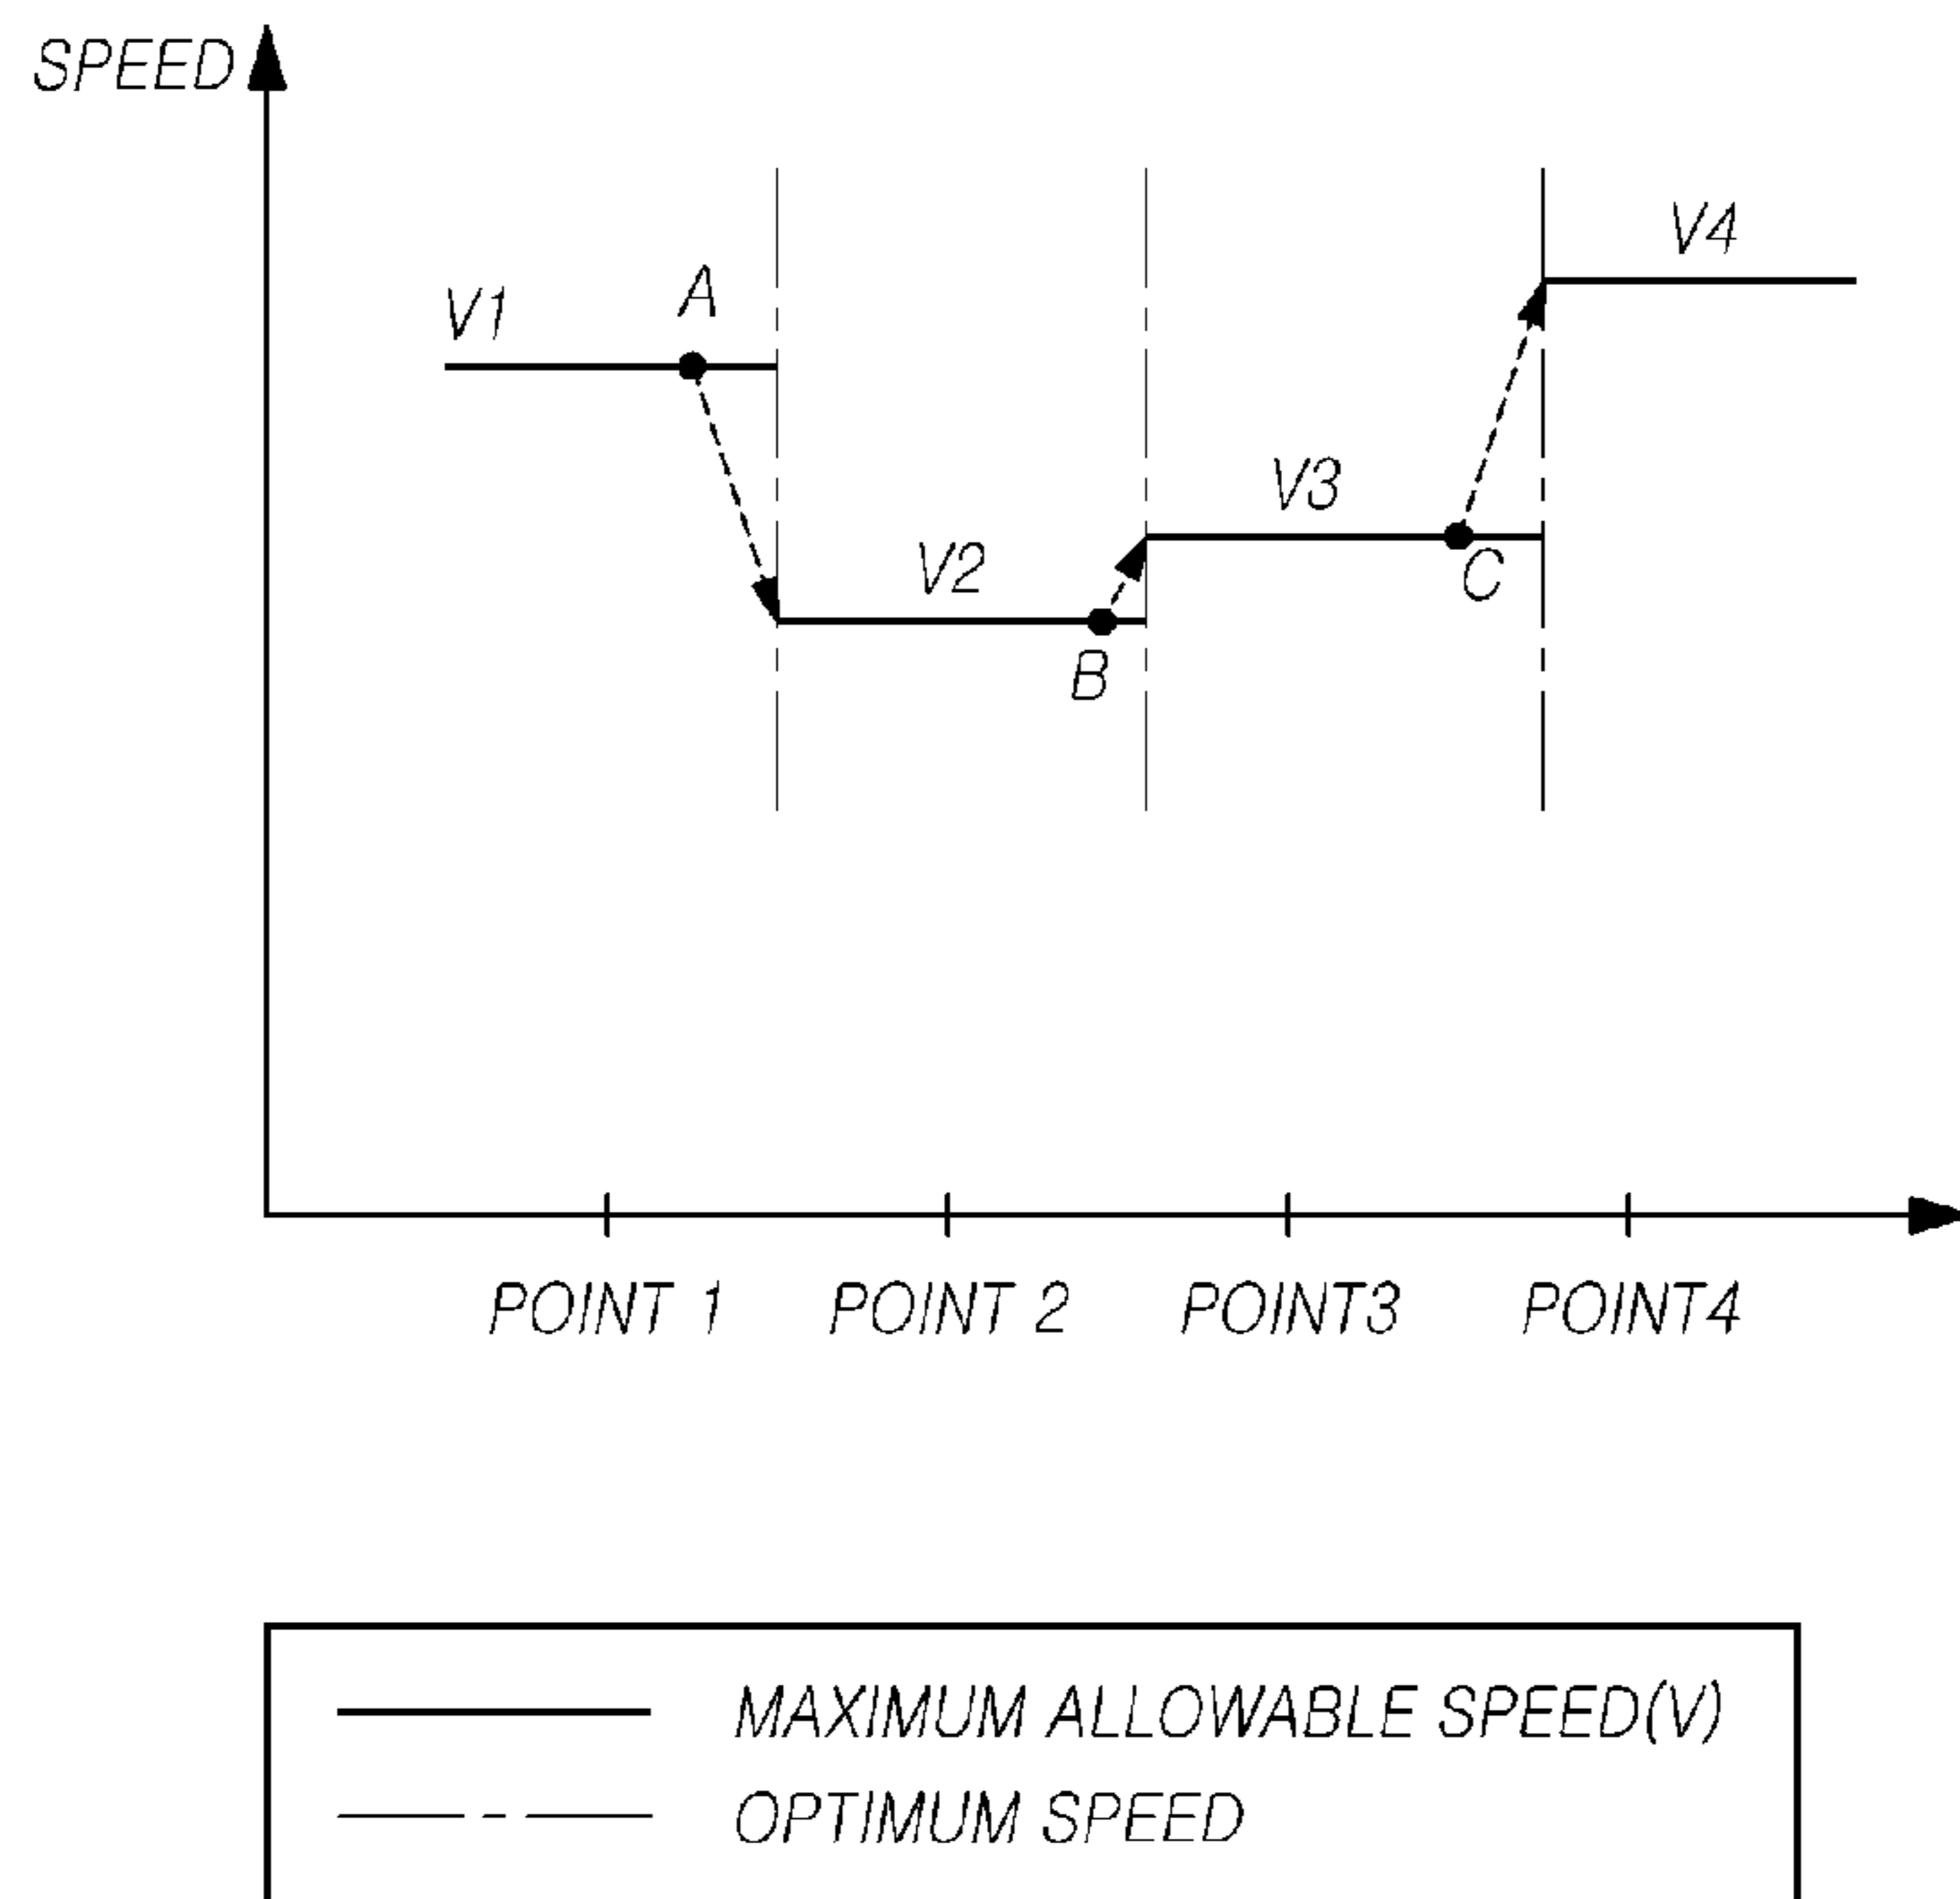 SPEED
V4
A
V1
V3
V2
C
B
POINT 1
POINT 2
POINT3
POINT4
MAXIMUM ALLOWABLE SPEED(V)
OPTIMUM SPEED